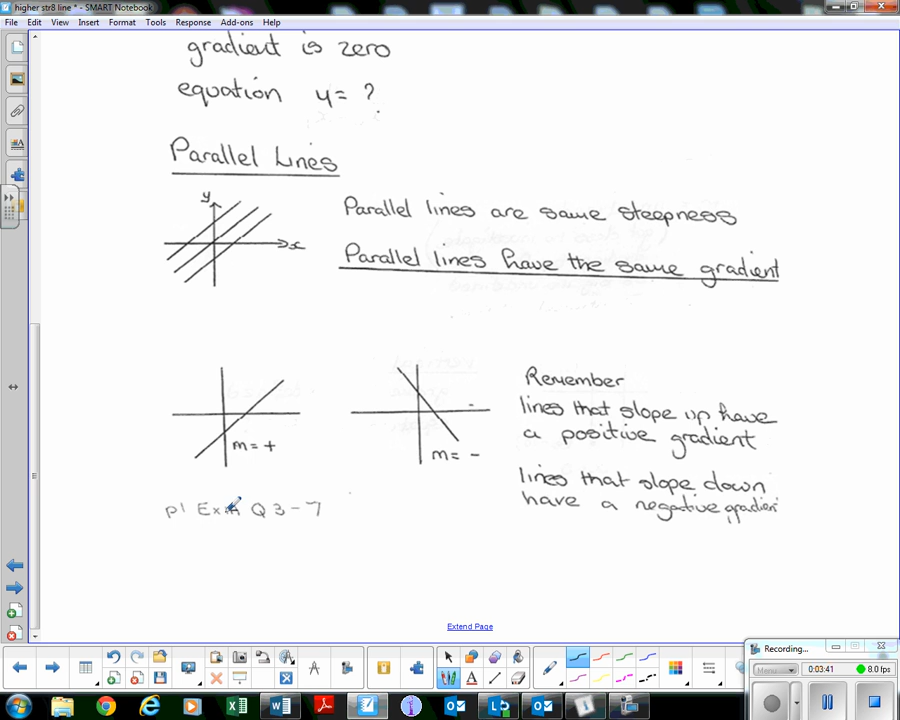 higher str8 line * - SMART Notebook
File Edit View Insert Format Tools Response Add-ons Help
gradient is zero
equation y= ?
Parallel Lines
y
x
Parallel lines are same steepness
Parallel lines have the same gradient
m= +
m= -
Remember
lines that slope up have
a positive gradient
lines that slope down
have a negative gradient
p1 Q 3-7
Extend Page
Recording...
Menu
0:03:41
8.0 fps